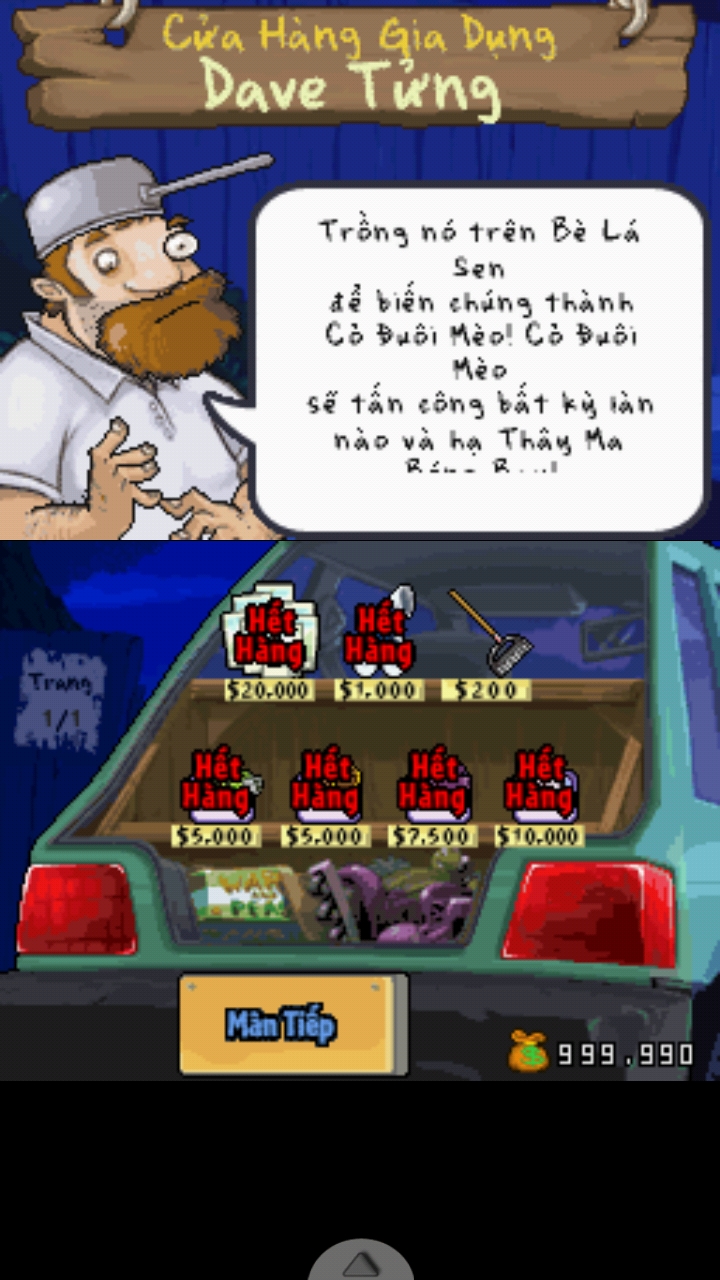 Cửa Hàng Gia Dụng
Dave Tửng
Trồng nó trên Bè Lá
Sen
để biến chúng thành
Cỏ Đuôi Mèo! Cỏ Đuôi
Mèo
sẽ tấn công bất kỳ làn
nào và hạ Thây Ma
Trang
1/1
Hết
Hàng
Hết
Hàng
$20.000
$1.000
$200
Hết
Hàng
Hết
Hàng
Hết
Hàng
Hết
Hàng
$5.000
$5.000
$7.500
$10.000
Màn Tiếp
999.990